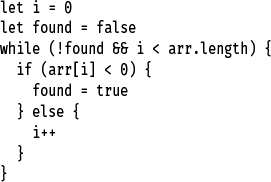 let i = 0
let found = false
while (!found && i < arr.length) {
  if (arr[i] < 0) {
    found = true
  } else {
    i++
  }
}